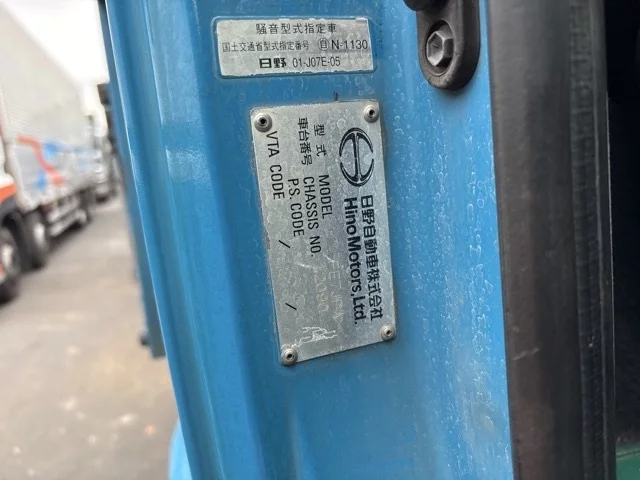 騒音型式指定車
国土交通省型式指定番号 日 N-1130
日野 01-J07E-05
日野自動車株式会社
HinoMotors,Ltd.
型式 MODEL
車台番号 CHASSIS NO.
P.S. CODE / /
VTA CODE